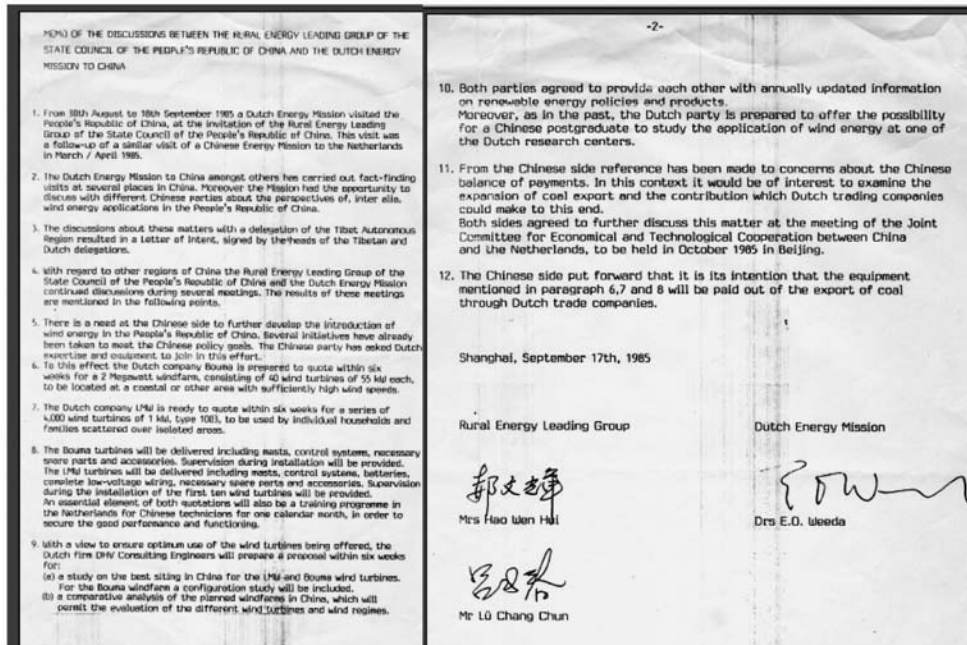 MEMO OF THE DISCUSSIONS BETWEEN THE RURAL ENERGY LEADING GROUP OF THE
STATE COUNCIL OF THE PEOPLE'S REPUBLIC OF CHINA AND THE DUTCH ENERGY
MISSION TO CHINA
1. From 30th August to 18th September 1985 a Dutch Energy Mission visited the
People's Republic of China, at the invitation of the Rural Energy Leading
Group of the State Council of the People's Republic of China. This visit was
a follow-up of a similar visit of a Chinese Energy Mission to the Netherlands
in March / April 1985.
2. The Dutch Energy Mission to China amongst others has carried out fact-finding
visits at several places in China. Moreover the Mission had the opportunity to
discuss with different Chinese parties about the perspectives of, inter alia,
wind energy applications in the People's Republic of China.
3. The discussions about these matters with a delegation of the Tibet Autonomous
Region resulted in a Letter of Intent, signed by the heads of the Tibetan and
Dutch delegations.
4. With regard to other regions of China the Rural Energy Leading Group of the
State Council of the People's Republic of China and the Dutch Energy Mission
continued discussions during several meetings. The results of these meetings
are mentioned in the following points.
5. There is a need at the Chinese side to further develop the introduction of
wind energy in the People's Republic of China. Several initiatives have already
been taken to meet the Chinese policy goals. The Chinese party has asked Dutch
expertise and equipment to join in this effort.
6. To this effect the Dutch company Bouma is prepared to quote within six
weeks for a 2 Megawatt windfarm, consisting of 40 wind turbines of 55 kW each,
to be located at a coastal or other area with sufficiently high wind speeds.
7. The Dutch company LMW is ready to quote within six weeks for a series of
4,000 wind turbines of 1 kW, type 1003, to be used by individual households and
families scattered over isolated areas.
8. The Bouma turbines will be delivered including masts, control systems, necessary
spare parts and accessories. Supervision during installation will be provided.
The LMW turbines will be delivered including masts, control systems, batteries,
complete low-voltage wiring, necessary spare parts and accessories. Supervision
during the installation of the first ten wind turbines will be provided.
An essential element of both quotations will also be a training programme in
the Netherlands for Chinese technicians for one calendar month, in order to
secure the good performance and functioning.
9. With a view to ensure optimum use of the wind turbines being offered, the
Dutch firm DHV Consulting Engineers will prepare a proposal within six weeks
for:
(a) a study on the best siting in China for the LMW and Bouma wind turbines.
For the Bouma windfarm a configuration study will be included.
(b) a comparative analysis of the planned windfarms in China, which will
permit the evaluation of the different wind turbines and wind regimes.
-2-
10. Both parties agreed to provide each other with annually updated information
on renewable energy policies and products.
Moreover, as in the past, the Dutch party is prepared to offer the possibility
for a Chinese postgraduate to study the application of wind energy at one of
the Dutch research centers.
11. From the Chinese side reference has been made to concerns about the Chinese
balance of payments. In this context it would be of interest to examine the
expansion of coal export and the contribution which Dutch trading companies
could make to this end.
Both sides agreed to further discuss this matter at the meeting of the Joint
Committee for Economical and Technological Cooperation between China
and the Netherlands, to be held in October 1985 in Beijing.
12. The Chinese side put forward that it is its intention that the equipment
mentioned in paragraph 6,7 and 8 will be paid out of the export of coal
through Dutch trade companies.
Shanghai, September 17th, 1985
Rural Energy Leading Group
Dutch Energy Mission
郝文輝
Mrs Hao Wen Hui
Drs E.O. Weeda
Mr Lü Chang Chun